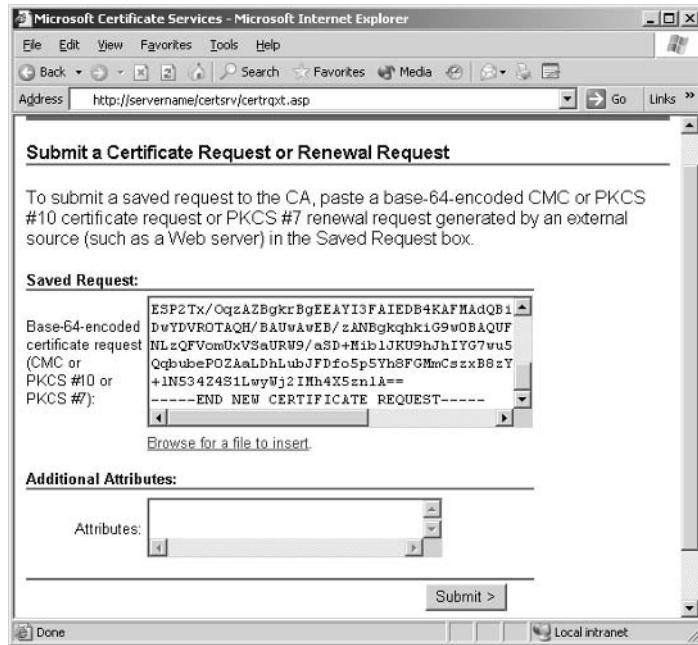 Microsoft Certificate Services - Microsoft Internet Explorer
File Edit View Favorites Tools Help
Back Search Favorites Media
Address http://servername/certsrv/certrqxt.asp Go Links »
Submit a Certificate Request or Renewal Request
To submit a saved request to the CA, paste a base-64-encoded CMC or PKCS
#10 certificate request or PKCS #7 renewal request generated by an external
source (such as a Web server) in the Saved Request box.
Saved Request:
Base-64-encoded
certificate request
(CMC or
PKCS #10 or
PKCS #7):
ESP2Tx/OqzAZBgkrBgEEAYI3FAIEDB4KAFMAdQBi
DwYDVR0TAQH/BAUwAwEB/zANBgkqhkiG9w0BAQUF
NLzQFVomUxVSaURW9/aSD+Mib1JKU9hJhIYG7wu5
QqbubePOZAaLDhLubJFDfo5p5Yh8FGMmCszxB8zY
+lN534Z4S1LwyWj2IMh4X5zn1A==
-----END NEW CERTIFICATE REQUEST-----
Browse for a file to insert.
Additional Attributes:
Attributes:
Submit >
Done Local intranet